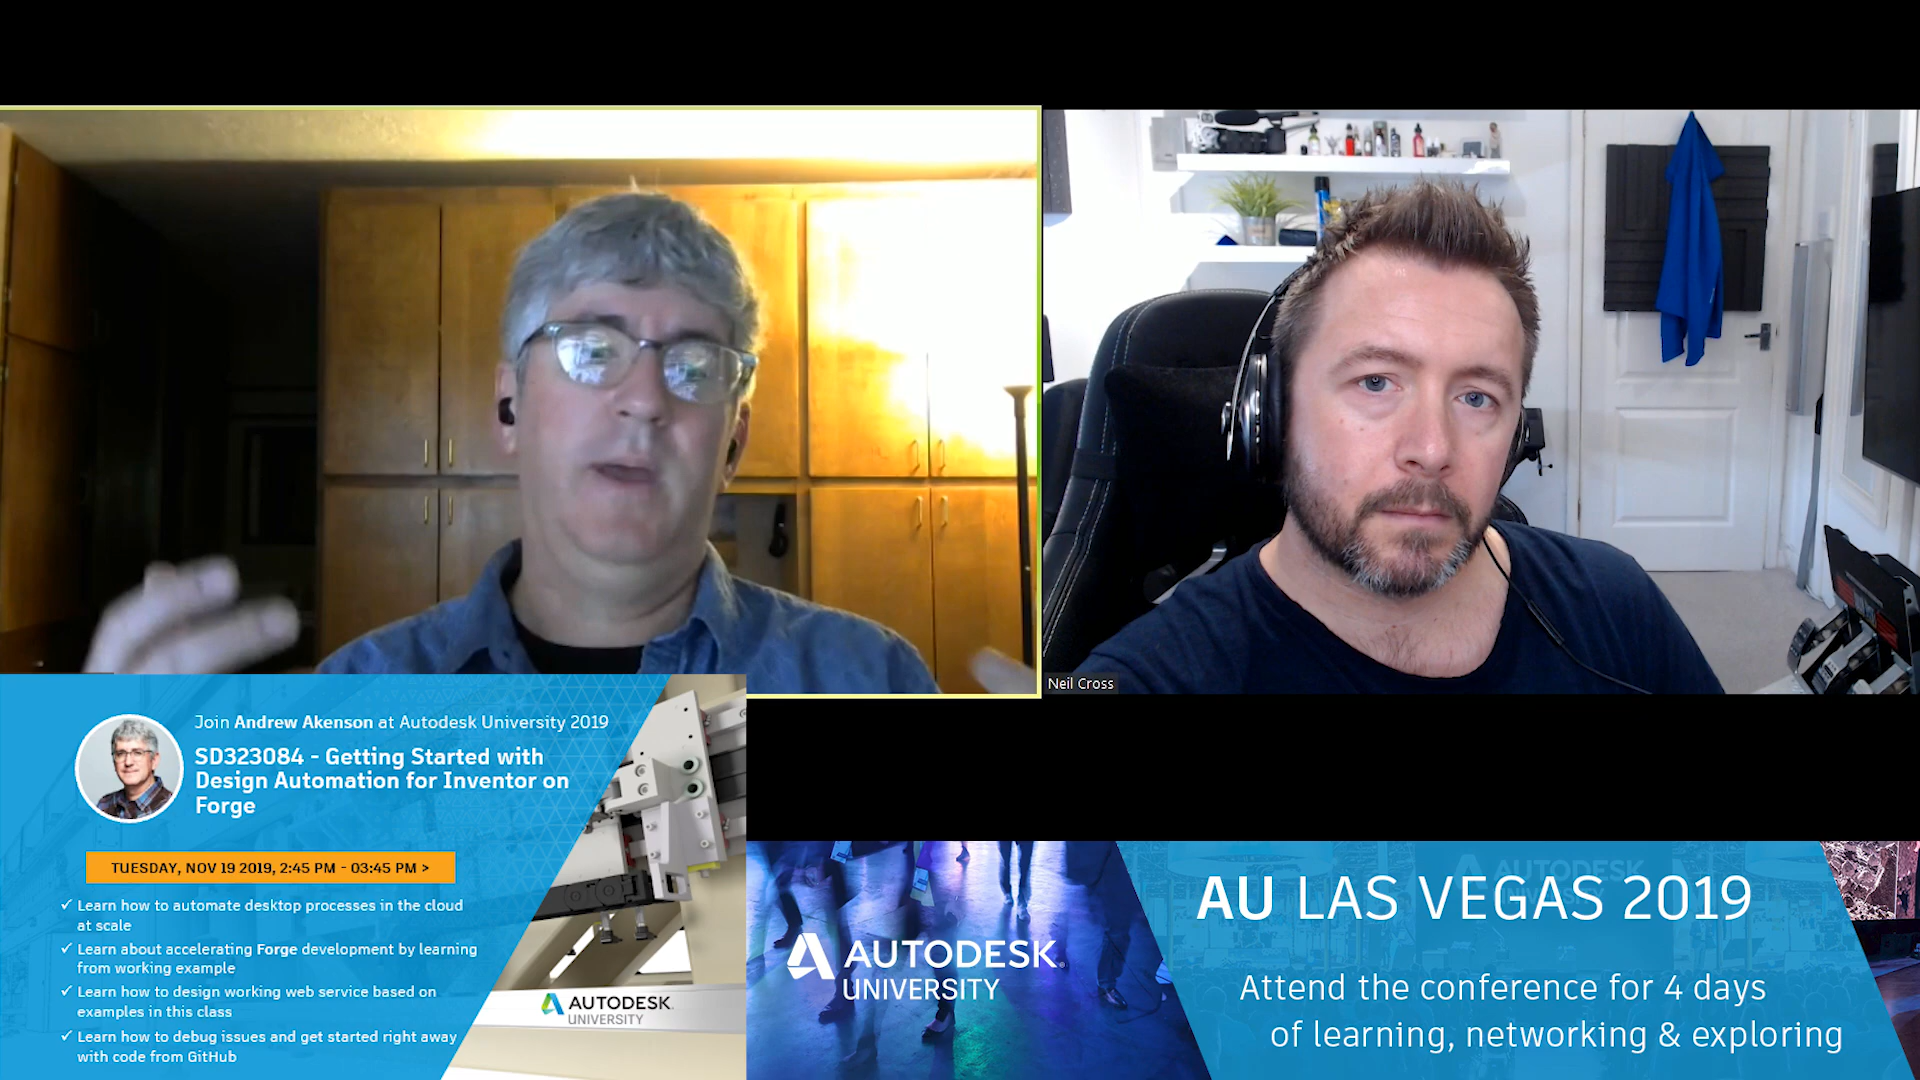 Neil Cross
Join Andrew Akenson at Autodesk University 2019
SD323084 - Getting Started with
Design Automation for Inventor on
Forge
TUESDAY, NOV 19 2019, 2:45 PM - 03:45 PM >
✓ Learn how to automate desktop processes in the cloud
at scale
✓ Learn about accelerating Forge development by learning
from working example
✓ Learn how to design working web service based on
examples in this class
✓ Learn how to debug issues and get started right away
with code from GitHub
AUTODESK.
UNIVERSITY
AUTODESK.
UNIVERSITY
AUTODESK
AU LAS VEGAS 2019
Attend the conference for 4 days
of learning, networking & exploring